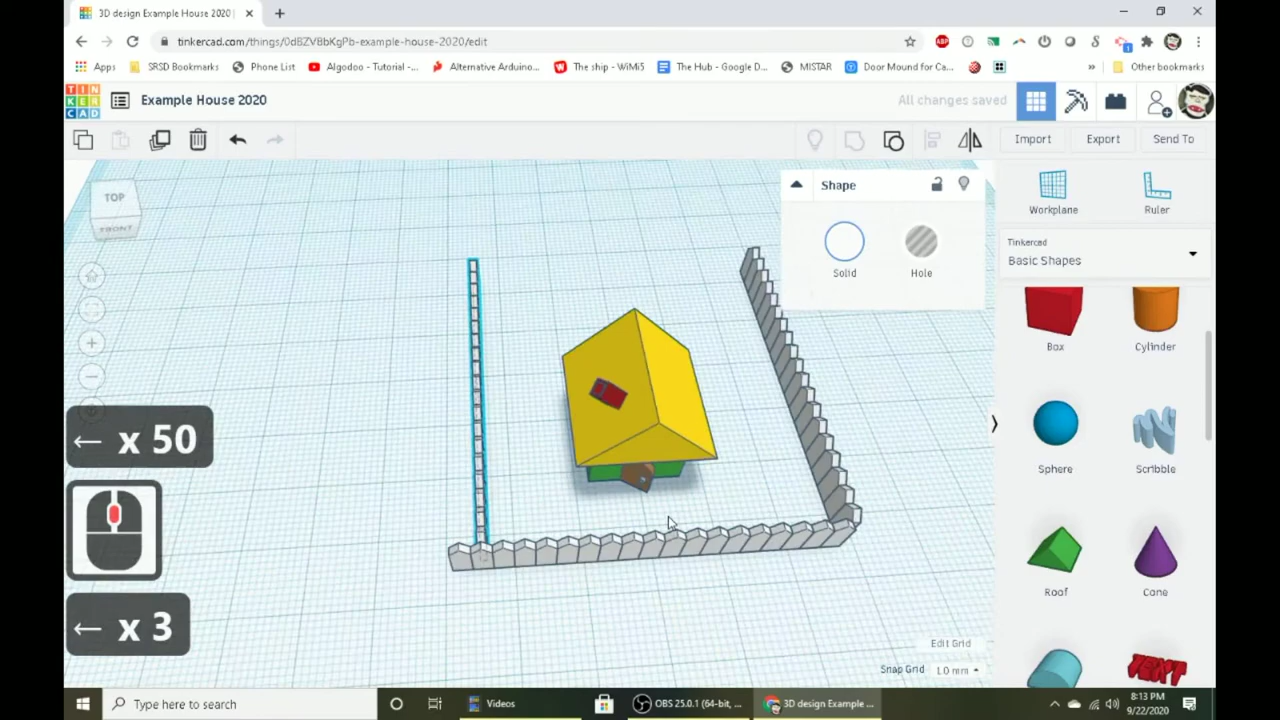 3D design Example House 2020 |
tinkercad.com/things/0dBZVBbKgPb-example-house-2020/edit
Apps SRSD Bookmarks Phone List Algodoo - Tutorial -... Alternative Arduino... The ship - WiMi5 The Hub - Google D... MISTAR Door Mound for Ca... » Other bookmarks
TIN
KER
CAD
Example House 2020
All changes saved
Import Export Send To
TOP
FRONT
Shape
Solid Hole
Workplane Ruler
Tinkercad
Basic Shapes
Box Cylinder
Sphere Scribble
Roof Cone
TEXT
← x 50
← x 3
Edit Grid
Snap Grid 1.0 mm
Type here to search
Videos
OBS 25.0.1 (64-bit, ...
3D design Example ...
8:13 PM
9/22/2020